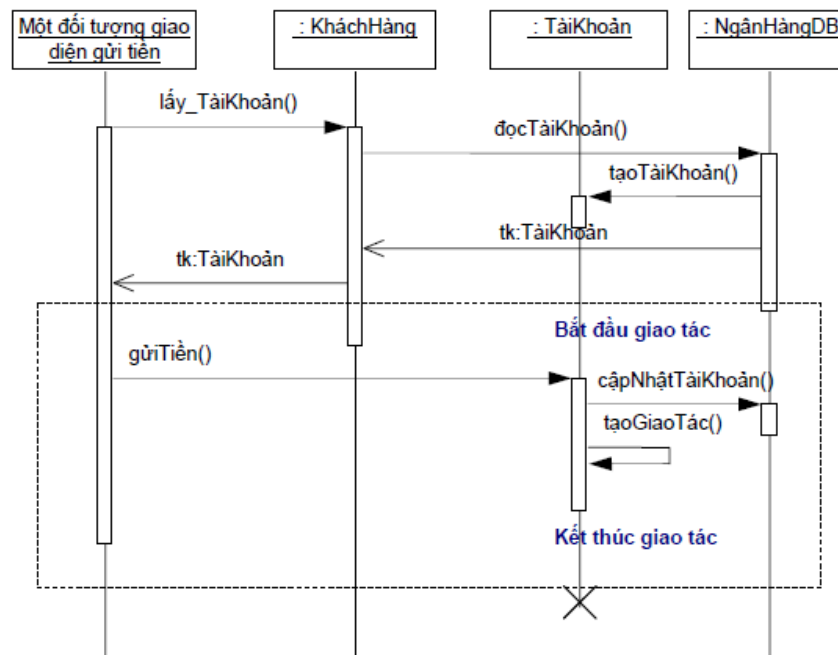 Một đối tượng giao
diện gửi tiền
: KháchHàng
: TàiKhoản
: NgânHàngDB
lấy_TàiKhoản()
đọcTàiKhoản()
tạoTàiKhoản()
tk:TàiKhoản
tk:TàiKhoản
Bắt đầu giao tác
gửiTiền()
cậpNhậtTàiKhoản()
tạoGiaoTác()
Kết thúc giao tác